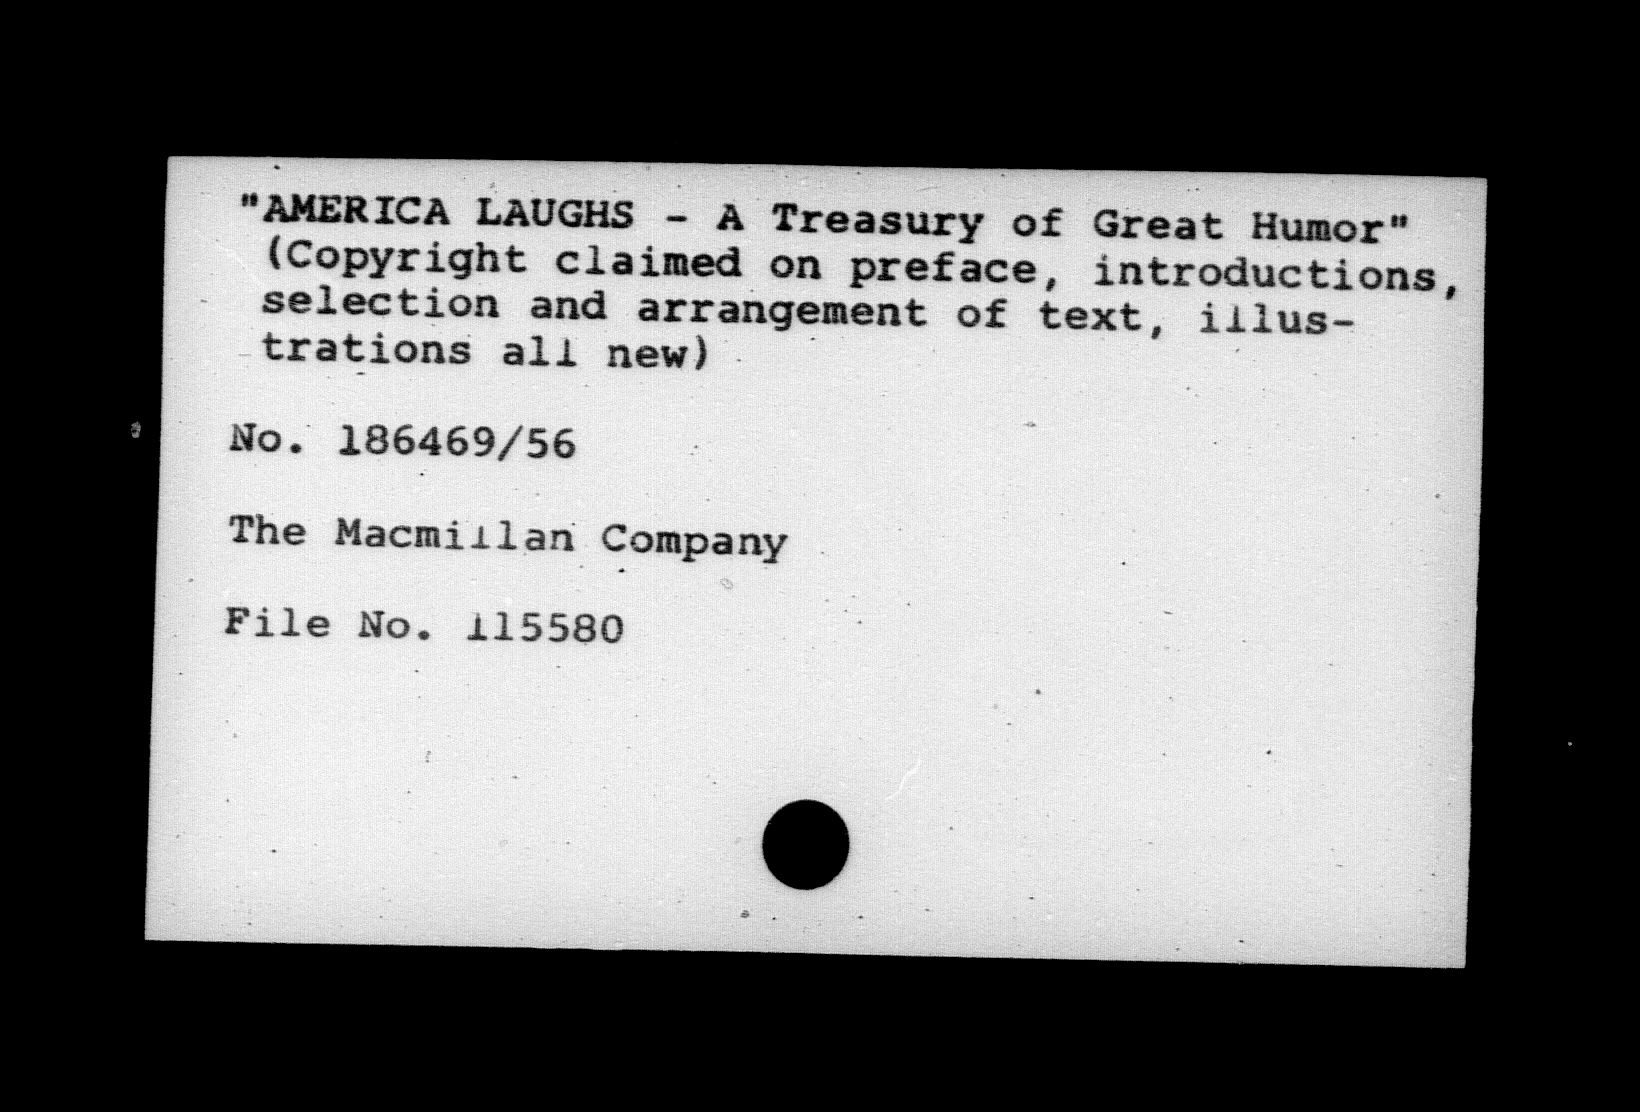 "AMERICA LAUGHS - A Treasury of Great Humor"
(Copyright claimed on preface, introductions,
selection and arrangement of text, illus-
trations all new)
No. 186469/56
The Macmillan Company
File No. 115580